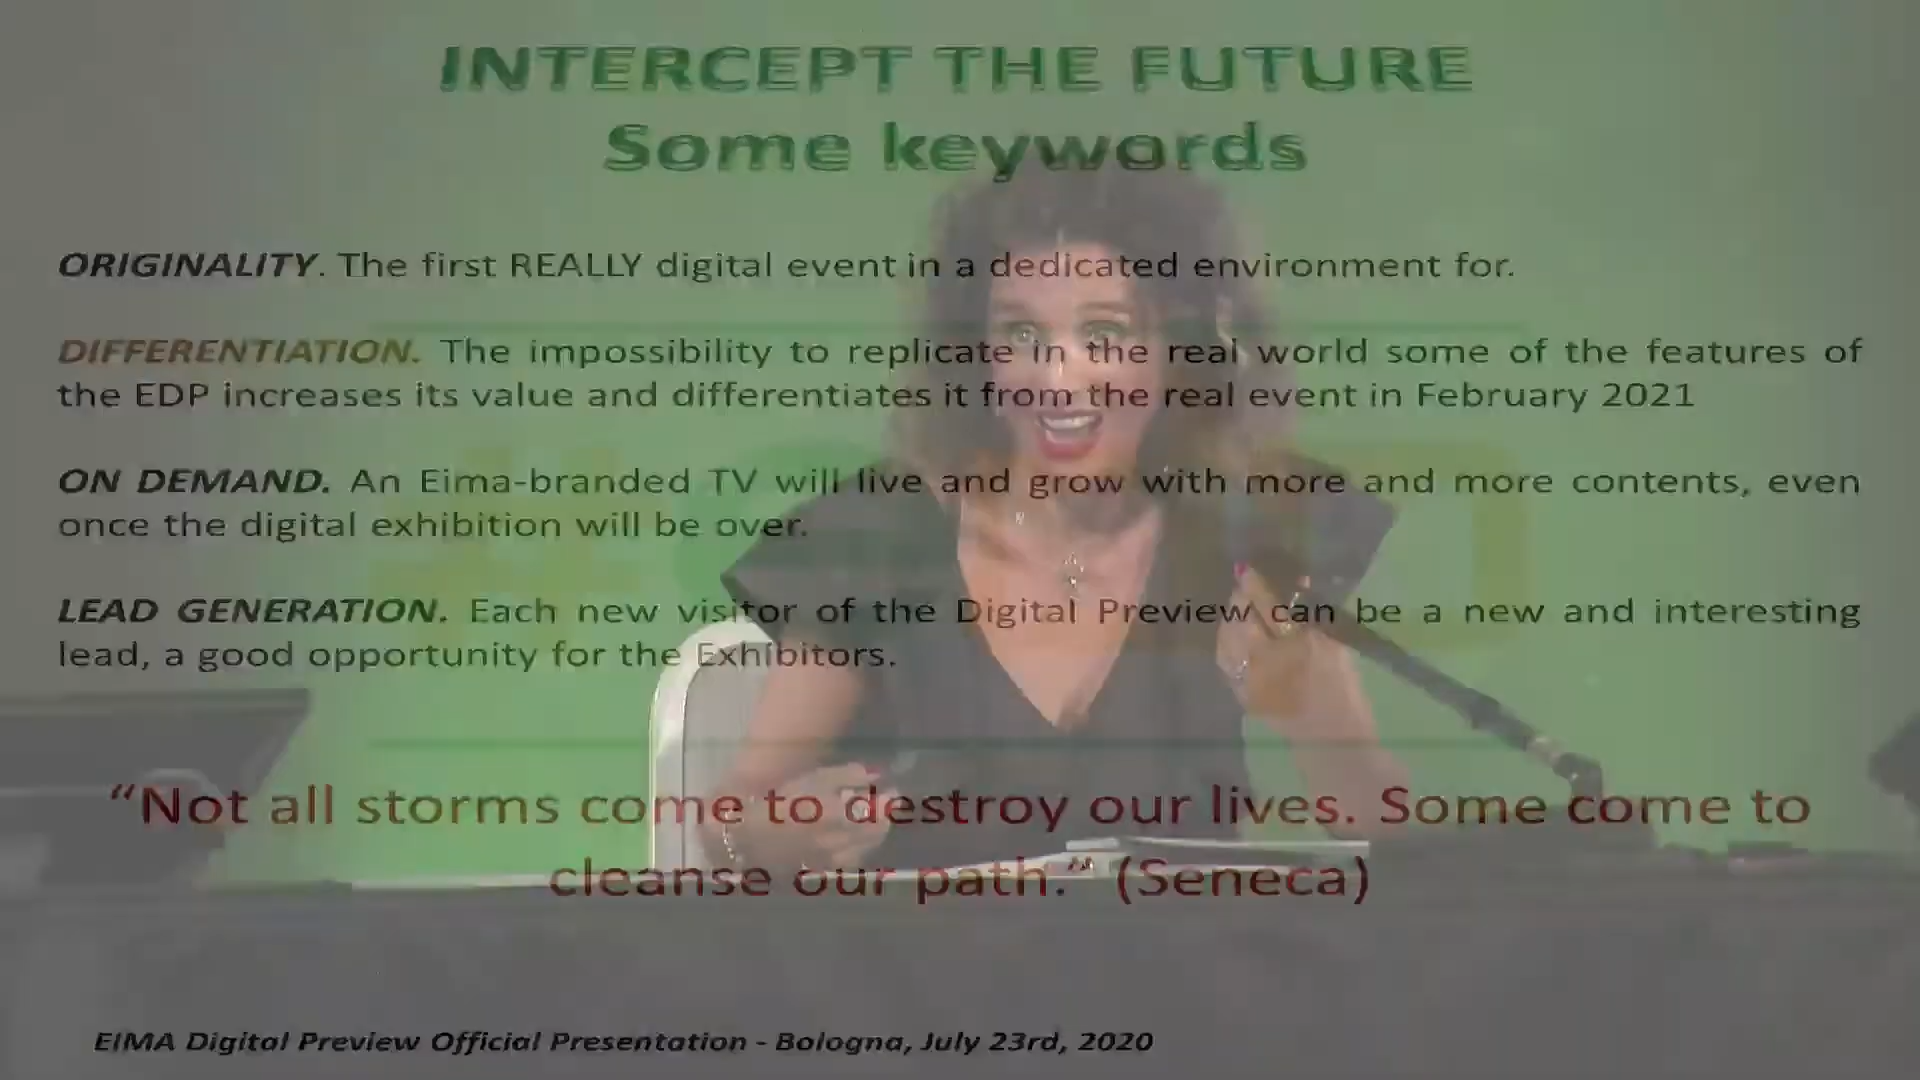 INTERCEPT THE FUTURE
Some keywords
ORIGINALITY. The first REALLY digital event in a dedicated environment for.
DIFFERENTIATION. The impossibility to replicate in the real world some of the features of
the EDP increases its value and differentiates it from the real event in February 2021
ON DEMAND. An Eima-branded TV will live and grow with more and more contents, even
once the digital exhibition will be over.
LEAD GENERATION. Each new visitor of the Digital Preview can be a new and interesting
lead, a good opportunity for the Exhibitors.
“Not all storms come to destroy our lives. Some come to
cleanse our path.“ (Seneca)
EIMA Digital Preview Official Presentation - Bologna, July 23rd, 2020